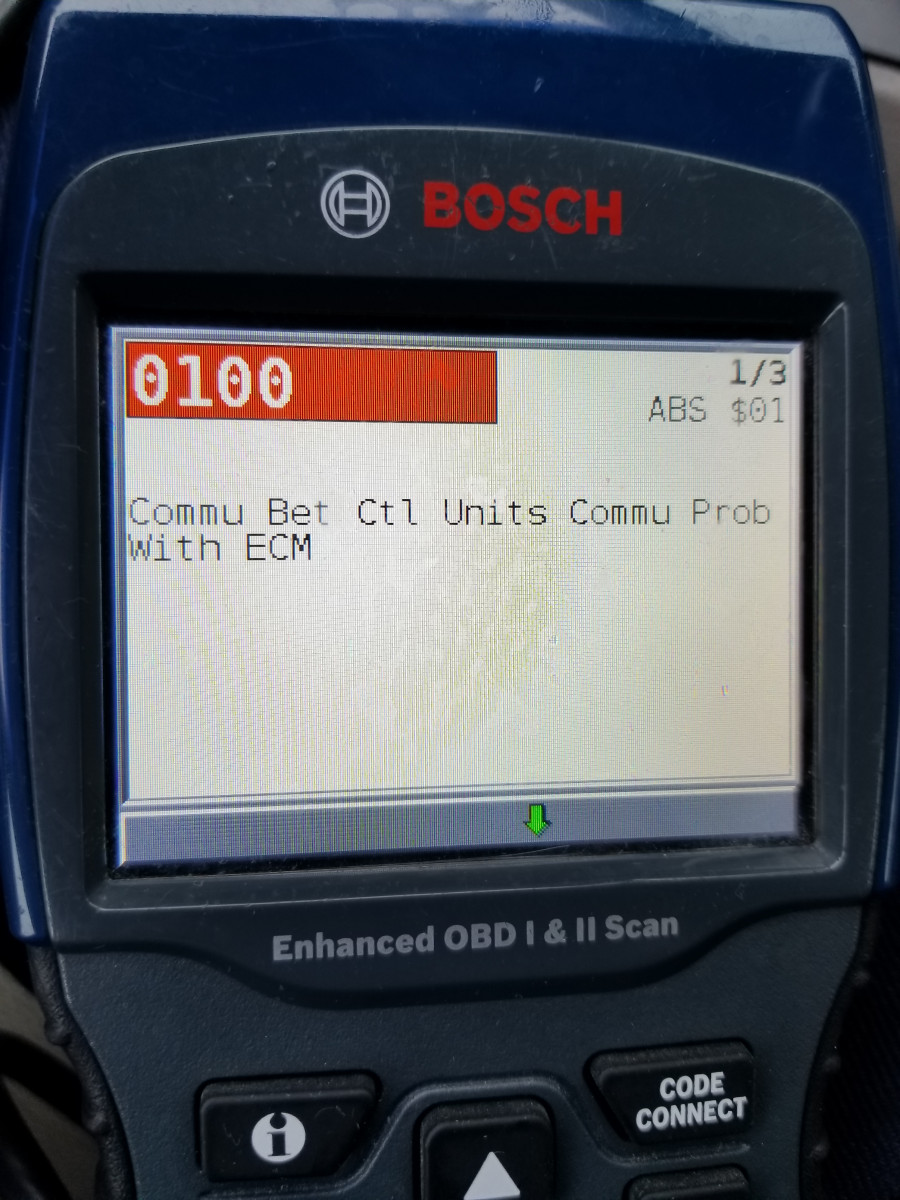 BOSCH
0100
1/3
ABS $01
Commu Bet Ctl Units Commu Prob
With ECM
Enhanced OBD I & II Scan
i
CODE
CONNECT